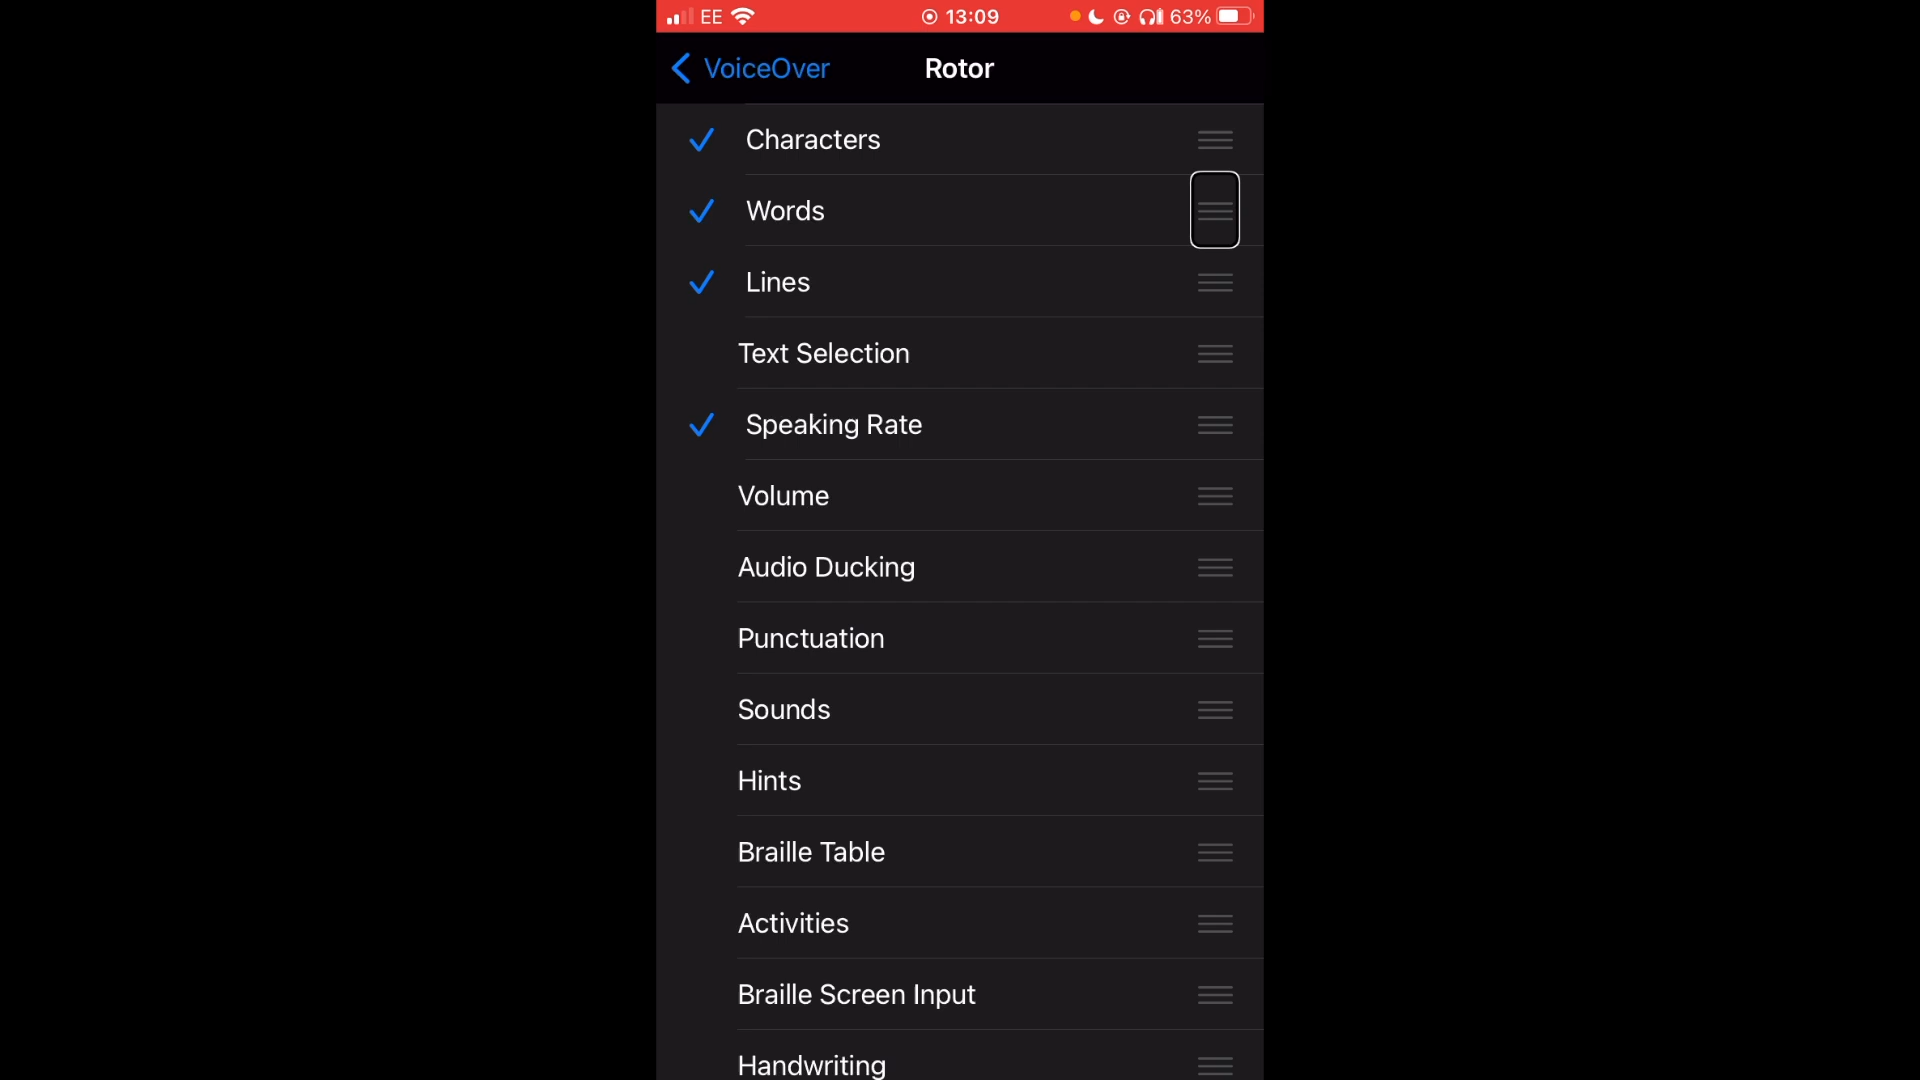 EE 13:09 63%
VoiceOver Rotor
Characters
Words
Lines
Text Selection
Speaking Rate
Volume
Audio Ducking
Punctuation
Sounds
Hints
Braille Table
Activities
Braille Screen Input
Handwriting